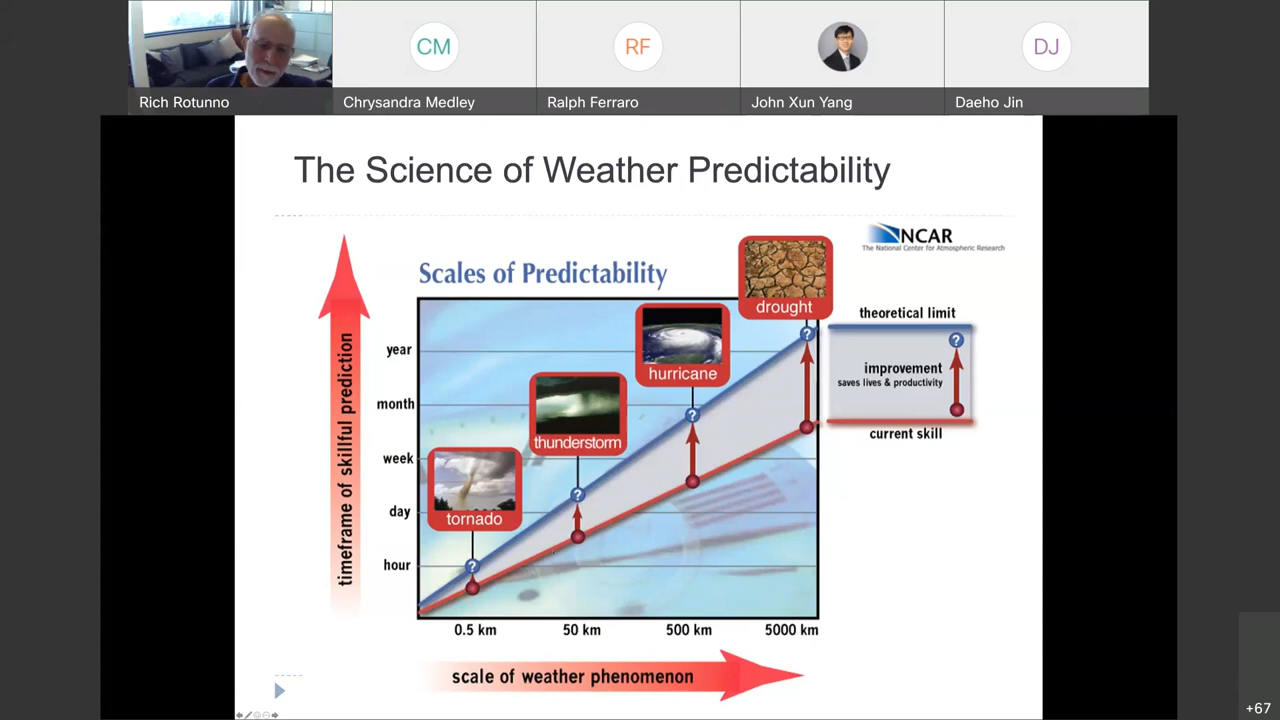 CM
RF
DJ
Rich Rotunno
Chrysandra Medley
Ralph Ferraro
John Xun Yang
Daeho Jin
The Science of Weather Predictability
NCAR
The National Center for Atmospheric Research
Scales of Predictability
timeframe of skillful prediction
year
month
week
day
hour
drought
hurricane
thunderstorm
tornado
?
?
?
?
theoretical limit
?
improvement
saves lives & productivity
current skill
0.5 km
50 km
500 km
5000 km
scale of weather phenomenon
+67